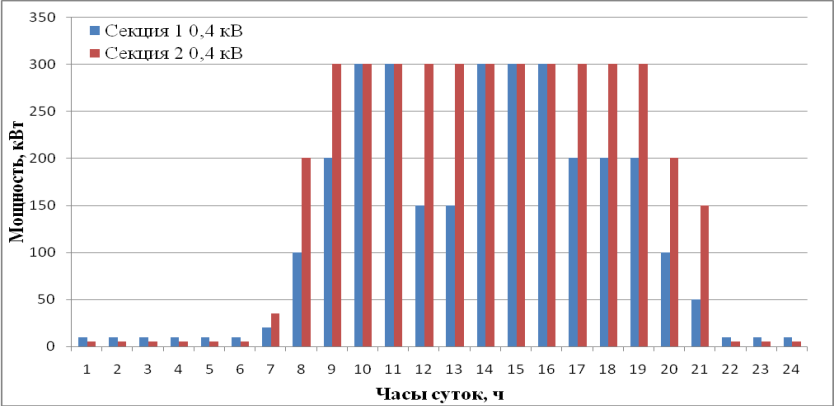 350
300
250
200
150
100
50
0
Мощность, кВт
Секция 1 0,4 кВ
Секция 2 0,4 кВ
1 2 3 4 5 6 7 8 9 10 11 12 13 14 15 16 17 18 19 20 21 22 23 24
Часы суток, ч